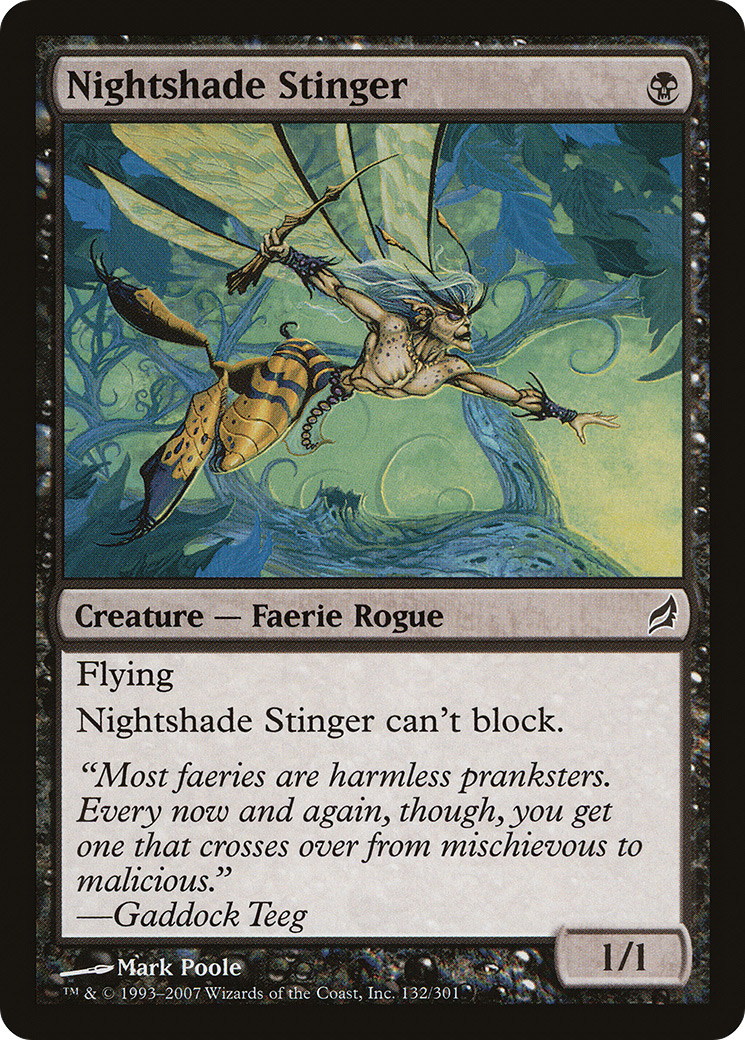 Nightshade Stinger
Creature — Faerie Rogue
Flying
Nightshade Stinger can't block.
“Most faeries are harmless pranksters.
Every now and again, though, you get
one that crosses over from mischievous to
malicious.”
—Gaddock Teeg
1/1
Mark Poole
™ & © 1993–2007 Wizards of the Coast, Inc. 132/301